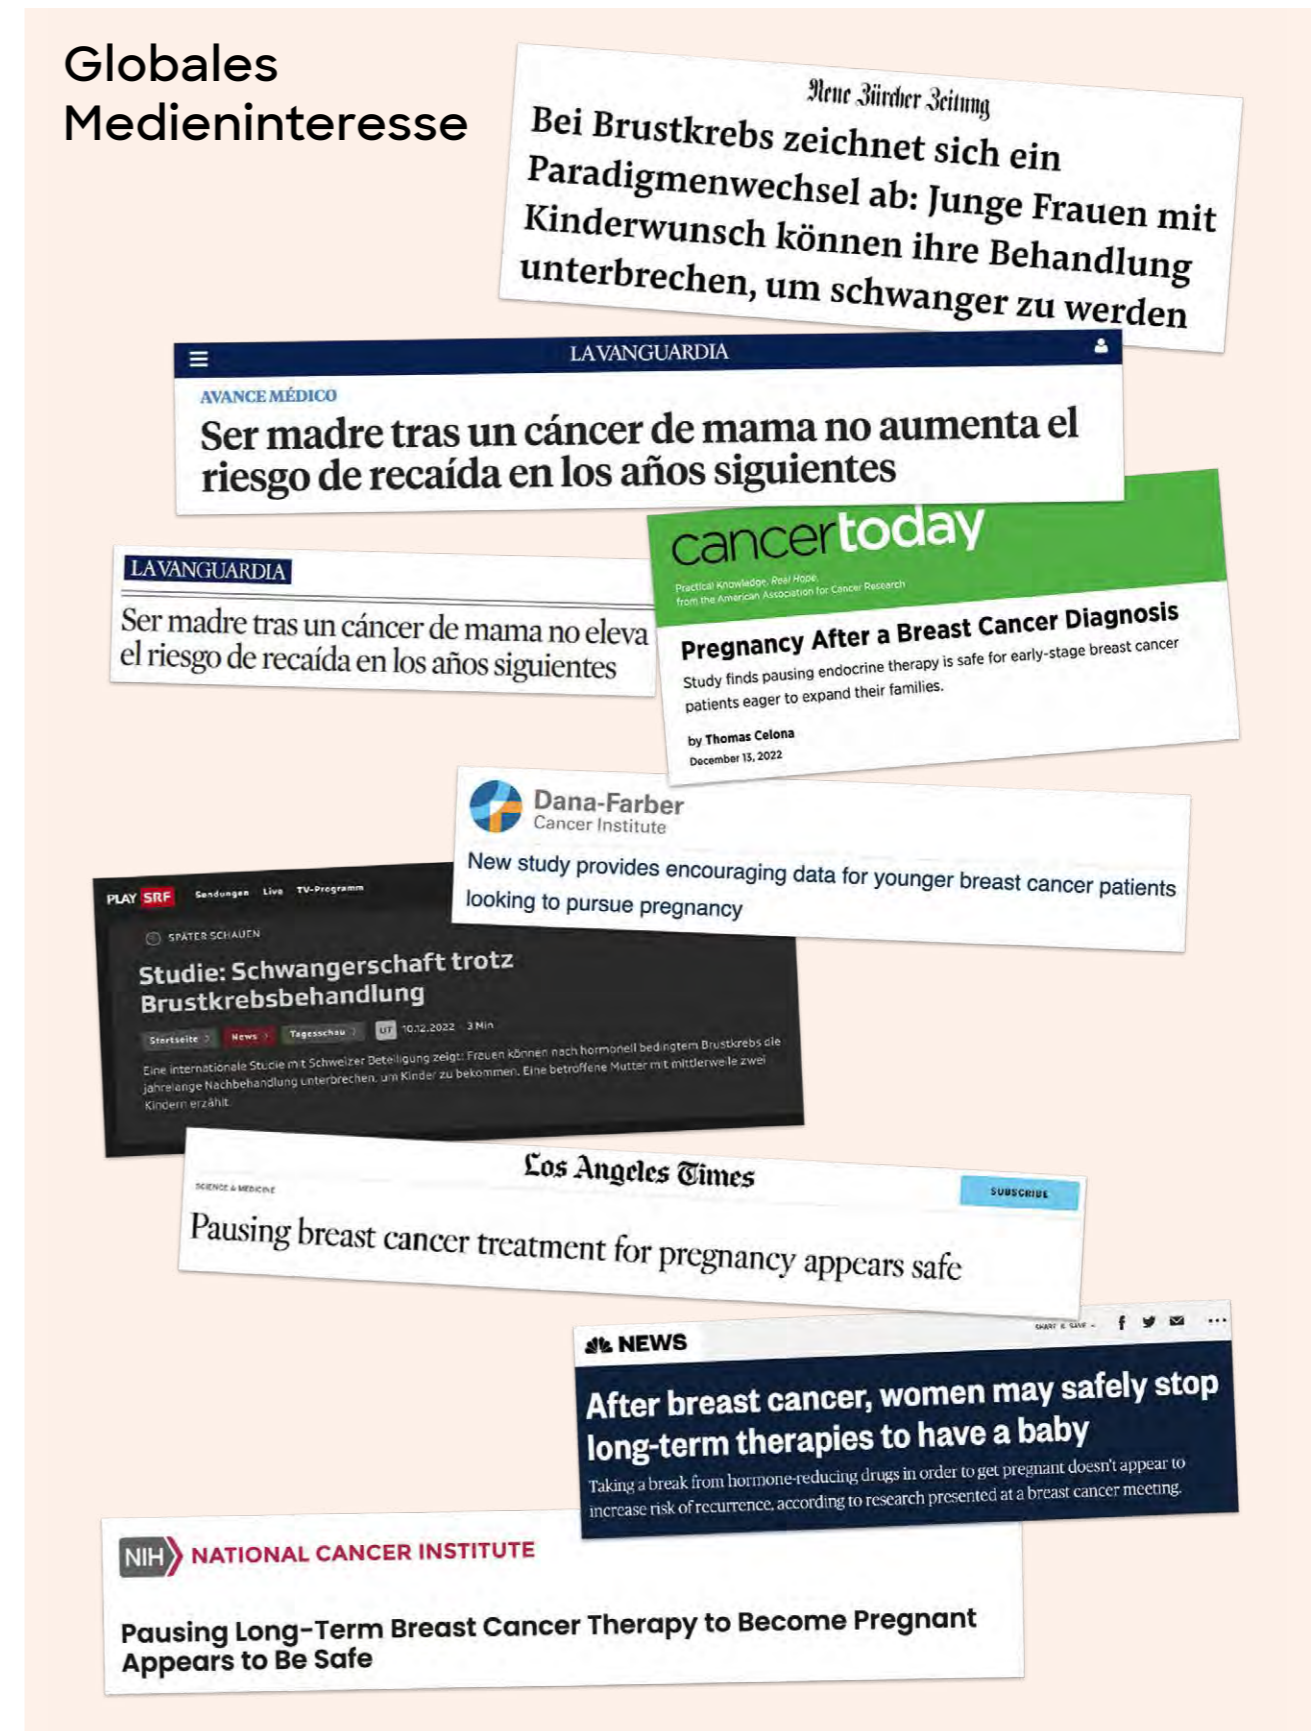 Globales
Medieninteresse
Neue Zürcher Zeitung
Bei Brustkrebs zeichnet sich ein
Paradigmenwechsel ab: Junge Frauen mit
Kinderwunsch können ihre Behandlung
unterbrechen, um schwanger zu werden
LA VANGUARDIA
AVANCE MÉDICO
Ser madre tras un cáncer de mama no aumenta el
riesgo de recaída en los años siguientes
LA VANGUARDIA
Ser madre tras un cáncer de mama no eleva
el riesgo de recaída en los años siguientes
cancertoday
Practical Knowledge. Real Hope.
from the American Association for Cancer Research
Pregnancy After a Breast Cancer Diagnosis
Study finds pausing endocrine therapy is safe for early-stage breast cancer
patients eager to expand their families.
by Thomas Celona
December 13, 2022
Dana-Farber
Cancer Institute
New study provides encouraging data for younger breast cancer patients
looking to pursue pregnancy
PLAY SRF Sendungen Live TV-Programm
SPÄTER SCHAUEN
Studie: Schwangerschaft trotz
Brustkrebsbehandlung
Startseite News Tagesschau UT 10.12.2022 · 3 Min
Eine internationale Studie mit Schweizer Beteiligung zeigt: Frauen können nach hormonell bedingtem Brustkrebs die
jahrelange Nachbehandlung unterbrechen, um Kinder zu bekommen. Eine betroffene Mutter mit mittlerweile zwei
Kindern erzählt.
Los Angeles Times
SCIENCE & MEDICINE
SUBSCRIBE
Pausing breast cancer treatment for pregnancy appears safe
NEWS
SHARE & SAVE –
After breast cancer, women may safely stop
long-term therapies to have a baby
Taking a break from hormone-reducing drugs in order to get pregnant doesn't appear to
increase risk of recurrence, according to research presented at a breast cancer meeting.
NIH NATIONAL CANCER INSTITUTE
Pausing Long-Term Breast Cancer Therapy to Become Pregnant
Appears to Be Safe